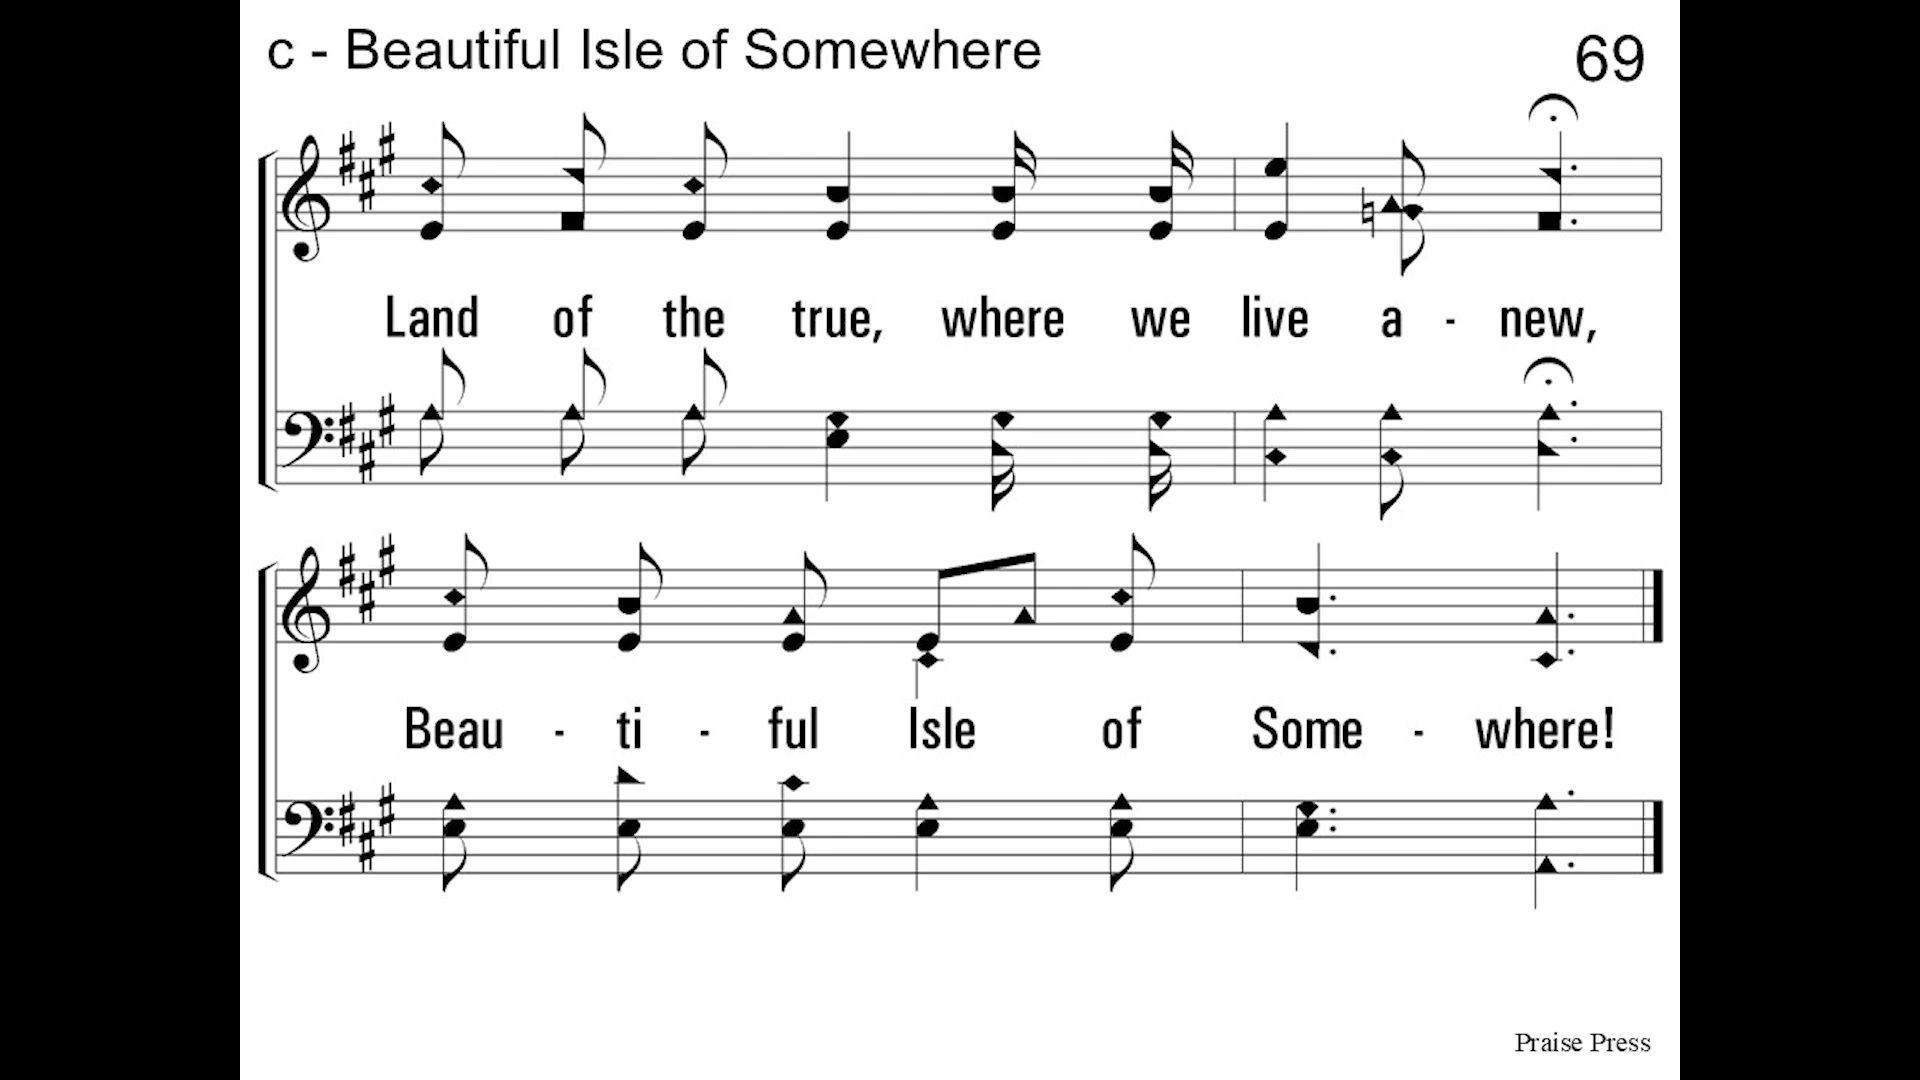 c - Beautiful Isle of Somewhere
69
Land of the true, where we live a - new,
Beau - ti - ful Isle of Some - where!
Praise Press